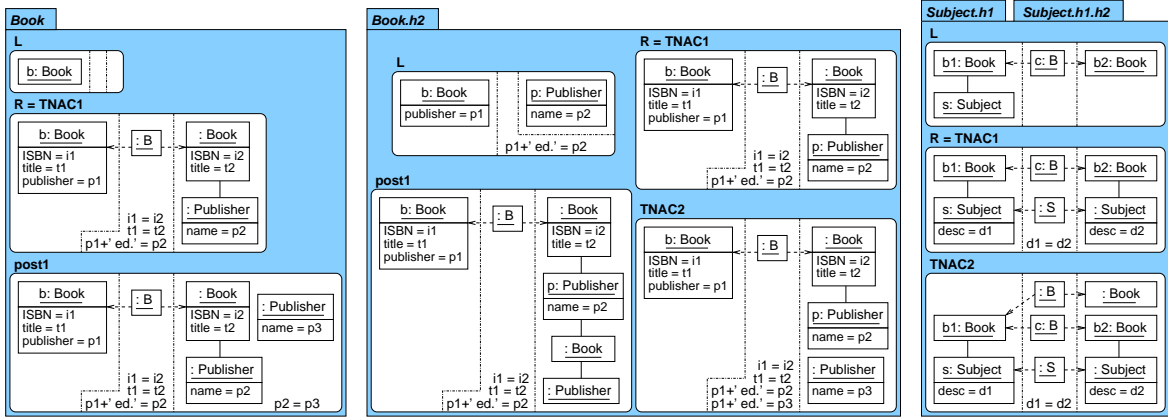 Book
L
b: Book
R = TNAC1
b: Book
ISBN = i1
title = t1
publisher = p1
: B
: Book
ISBN = i2
title = t2
: Publisher
name = p2
i1 = i2
t1 = t2
p1+' ed.' = p2
post1
b: Book
ISBN = i1
title = t1
publisher = p1
: B
: Book
ISBN = i2
title = t2
: Publisher
name = p3
: Publisher
name = p2
i1 = i2
t1 = t2
p1+' ed.' = p2
p2 = p3
Book.h2
L
b: Book
publisher = p1
p: Publisher
name = p2
p1+' ed.' = p2
R = TNAC1
b: Book
ISBN = i1
title = t1
publisher = p1
: B
: Book
ISBN = i2
title = t2
p: Publisher
name = p2
i1 = i2
t1 = t2
p1+' ed.' = p2
post1
b: Book
ISBN = i1
title = t1
publisher = p1
: B
: Book
ISBN = i2
title = t2
p: Publisher
name = p2
: Book
: Publisher
i1 = i2
t1 = t2
p1+' ed.' = p2
TNAC2
b: Book
ISBN = i1
title = t1
publisher = p1
: B
: Book
ISBN = i2
title = t2
p: Publisher
name = p2
: Publisher
name = p3
i1 = i2
t1 = t2
p1+' ed.' = p2
p1+' ed.' = p3
Subject.h1
Subject.h1.h2
L
b1: Book
c: B
b2: Book
s: Subject
R = TNAC1
b1: Book
c: B
b2: Book
s: Subject
desc = d1
: S
: Subject
desc = d2
d1 = d2
TNAC2
: B
: Book
b1: Book
c: B
b2: Book
s: Subject
desc = d1
: S
: Subject
desc = d2
d1 = d2